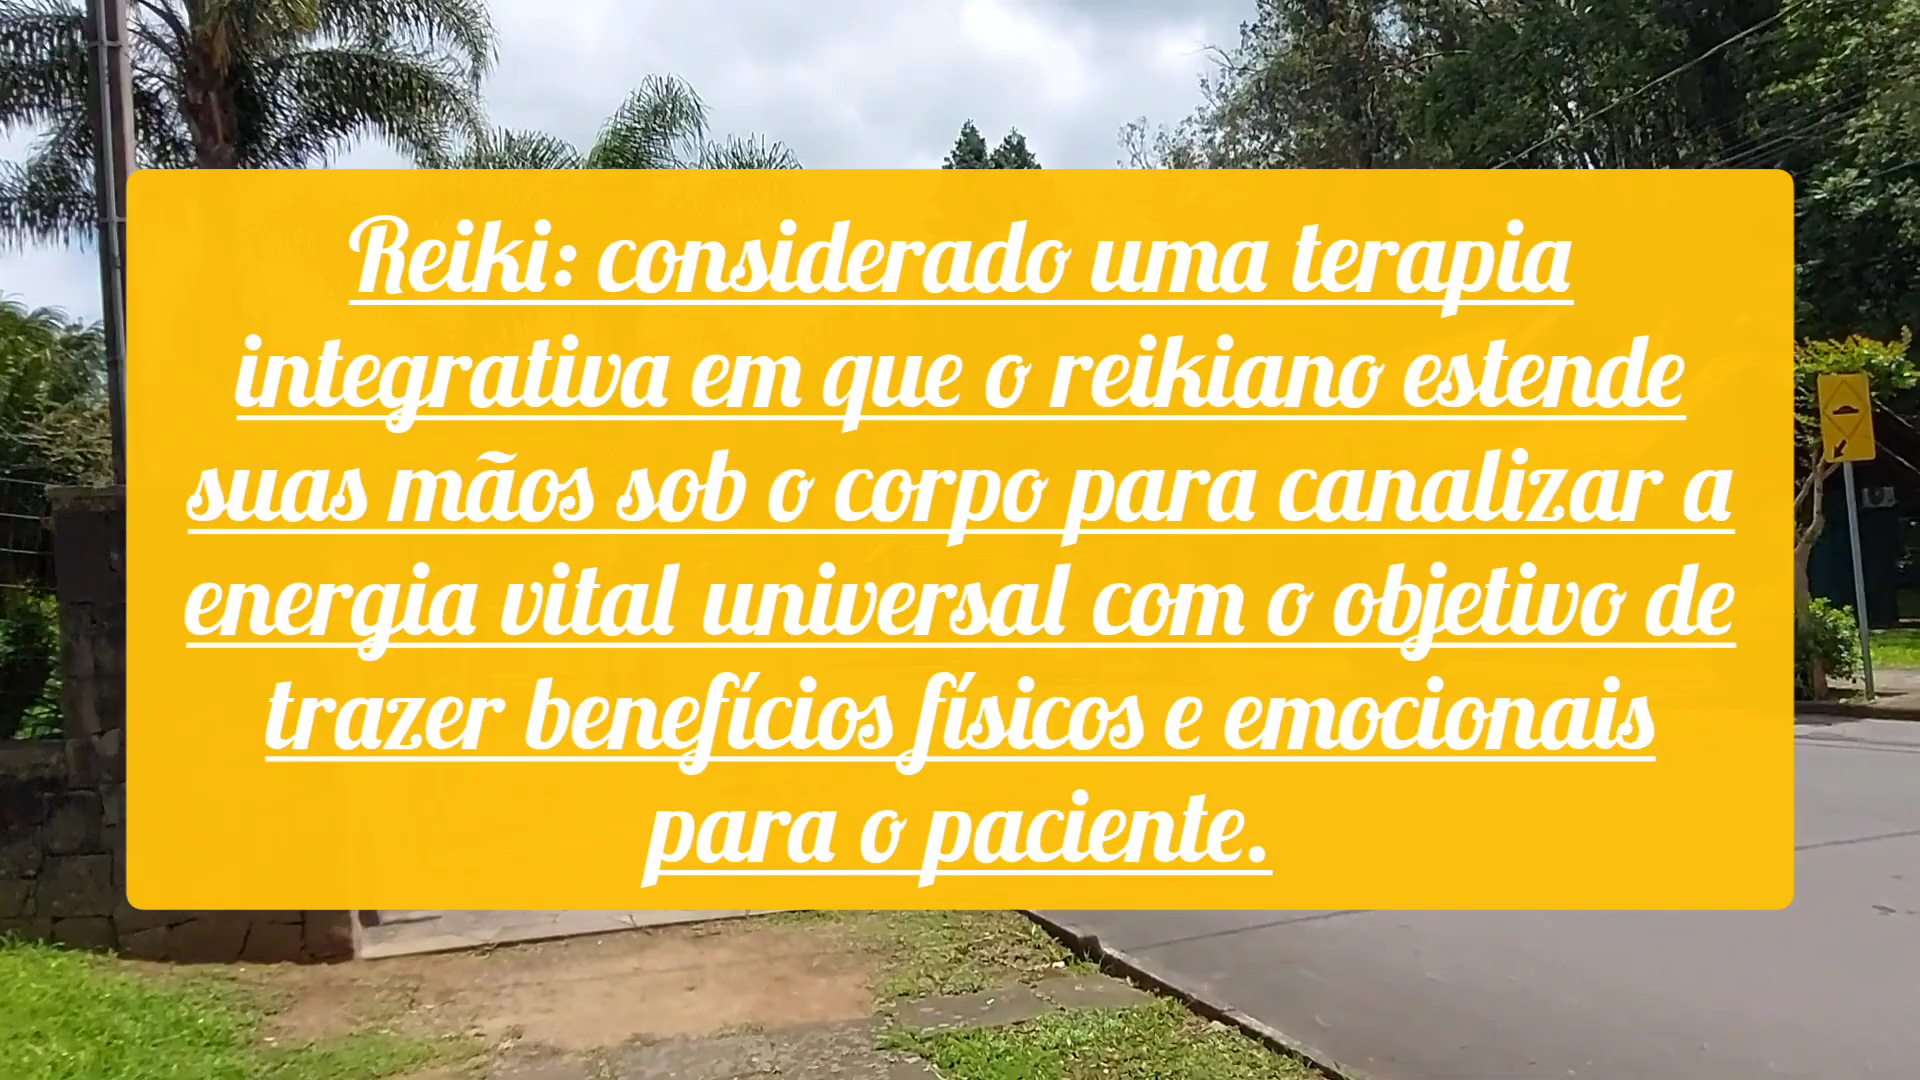 Reiki: considerado uma terapia
integrativa em que o reikiano estende
suas mãos sob o corpo para canalizar a
energia vital universal com o objetivo de
trazer benefícios físicos e emocionais
para o paciente.